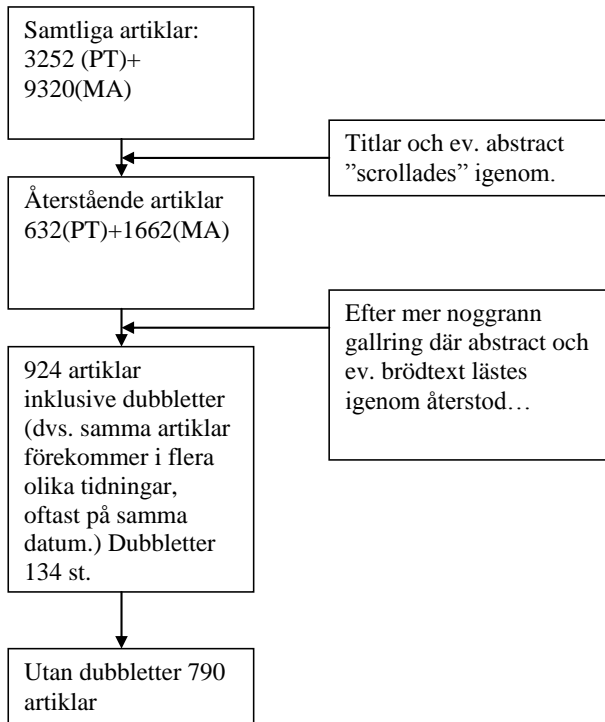 Samtliga artiklar:
3252 (PT)+
9320(MA)
Titlar och ev. abstract
”scrollades” igenom.
Återstående artiklar
632(PT)+1662(MA)
Efter mer noggrann
gallring där abstract och
ev. brödtext lästes
igenom återstod…
924 artiklar
inklusive dubbletter
(dvs. samma artiklar
förekommer i flera
olika tidningar,
oftast på samma
datum.) Dubbletter
134 st.
Utan dubbletter 790
artiklar